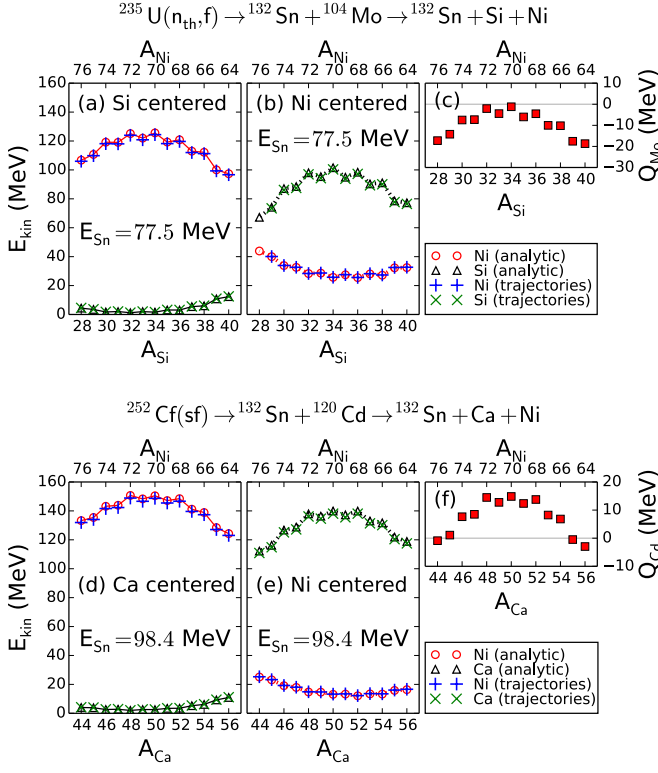 ²³⁵U(n_th,f)→¹³²Sn+¹⁰⁴Mo→¹³²Sn+Si+Ni
A_Ni A_Ni A_Ni
76 74 72 70 68 66 64 76 74 72 70 68 66 64 76 74 72 70 68 66 64
(a) Si centered (b) Ni centered (c)
E_Sn=77.5 MeV
E_Sn=77.5 MeV
E_kin (MeV)
160
140
120
100
80
60
40
20
0
10
0
−10
−20
−30
Q_Mo (MeV)
28 30 32 34 36 38 40
A_Si
Ni (analytic)
Si (analytic)
Ni (trajectories)
Si (trajectories)
28 30 32 34 36 38 40 28 30 32 34 36 38 40
A_Si A_Si
²⁵²Cf(sf)→¹³²Sn+¹²⁰Cd→¹³²Sn+Ca+Ni
A_Ni A_Ni A_Ni
76 74 72 70 68 66 64 76 74 72 70 68 66 64 76 74 72 70 68 66 64
(f)
E_kin (MeV)
160
140
120
100
80
60
40
20
0
20
10
0
−10
Q_Cd (MeV)
44 46 48 50 52 54 56
A_Ca
(d) Ca centered (e) Ni centered
E_Sn=98.4 MeV E_Sn=98.4 MeV
Ni (analytic)
Ca (analytic)
Ni (trajectories)
Ca (trajectories)
44 46 48 50 52 54 56 44 46 48 50 52 54 56
A_Ca A_Ca